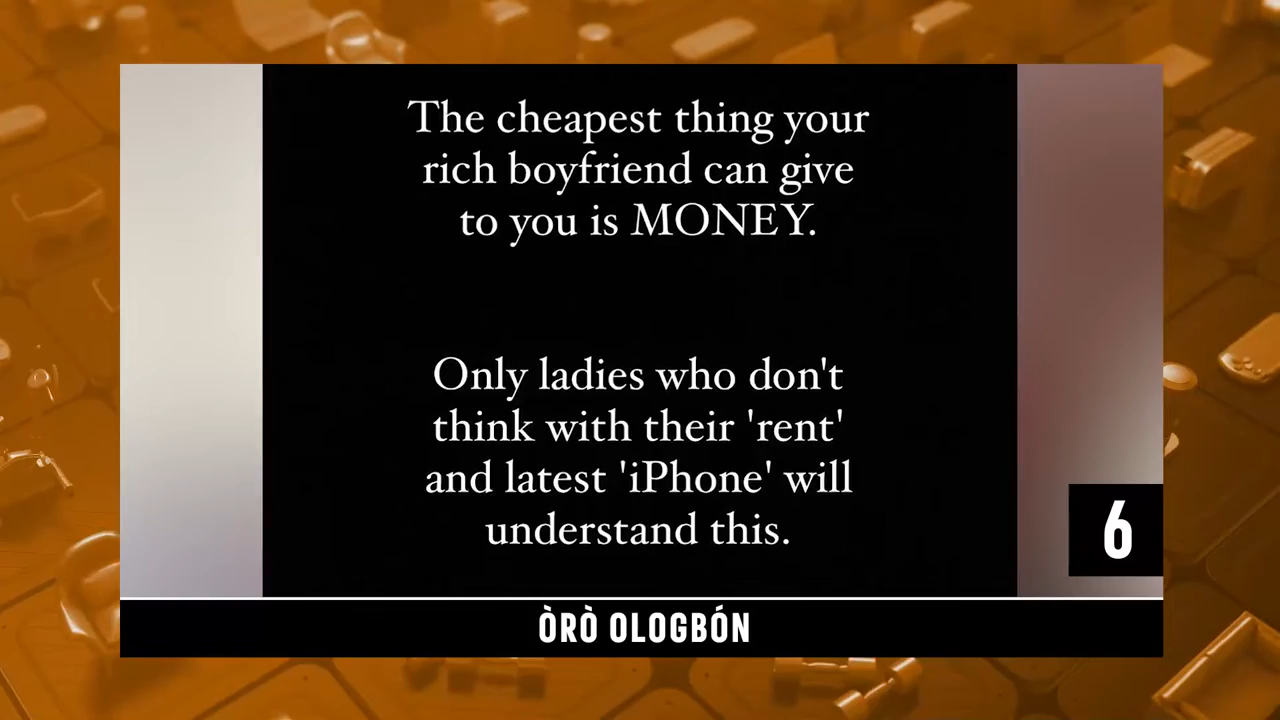 The cheapest thing your
rich boyfriend can give
to you is MONEY.
Only ladies who don't
think with their 'rent'
and latest 'iPhone' will
understand this.
6
ÒRÒ OLOGBÓN